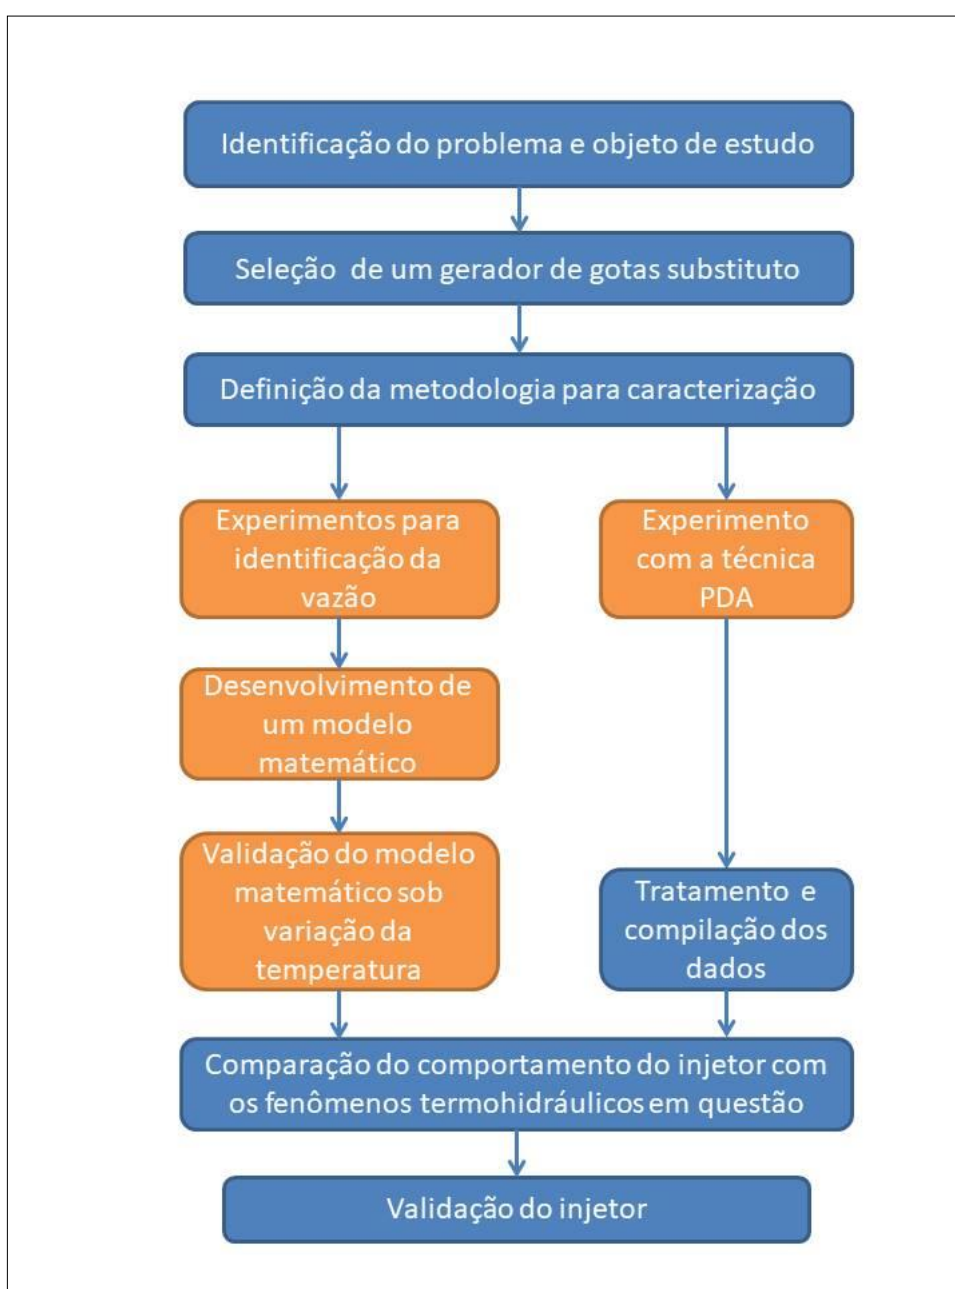 Identificação do problema e objeto de estudo
Seleção de um gerador de gotas substituto
Definição da metodologia para caracterização
Experimentos para
identificação da
vazão
Experimento
com a técnica
PDA
Desenvolvimento de
um modelo
matemático
Validação do modelo
matemático sob
variação da
temperatura
Tratamento e
compilação dos
dados
Comparação do comportamento do injetor com
os fenômenos termohidráulicos em questão
Validação do injetor